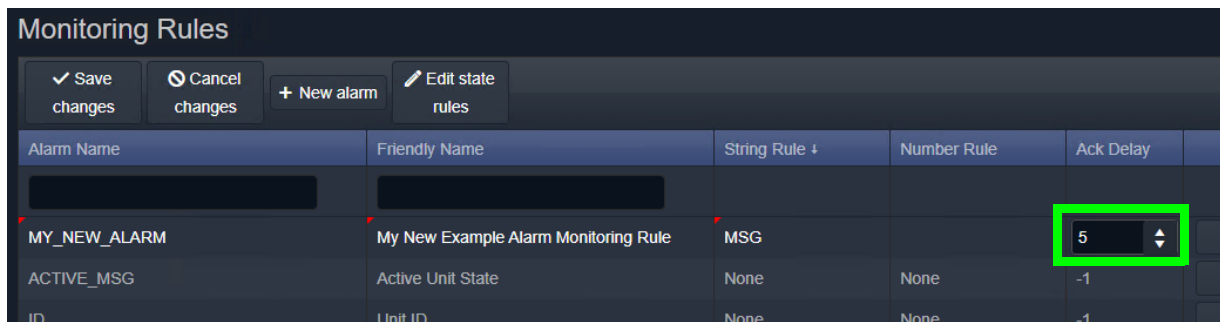 Monitoring Rules
Save changes
Cancel changes
+ New alarm
Edit state rules
Alarm Name Friendly Name String Rule ↓ Number Rule Ack Delay
MY_NEW_ALARM My New Example Alarm Monitoring Rule MSG 5
ACTIVE_MSG Active Unit State None None -1
ID Unit ID None None -1